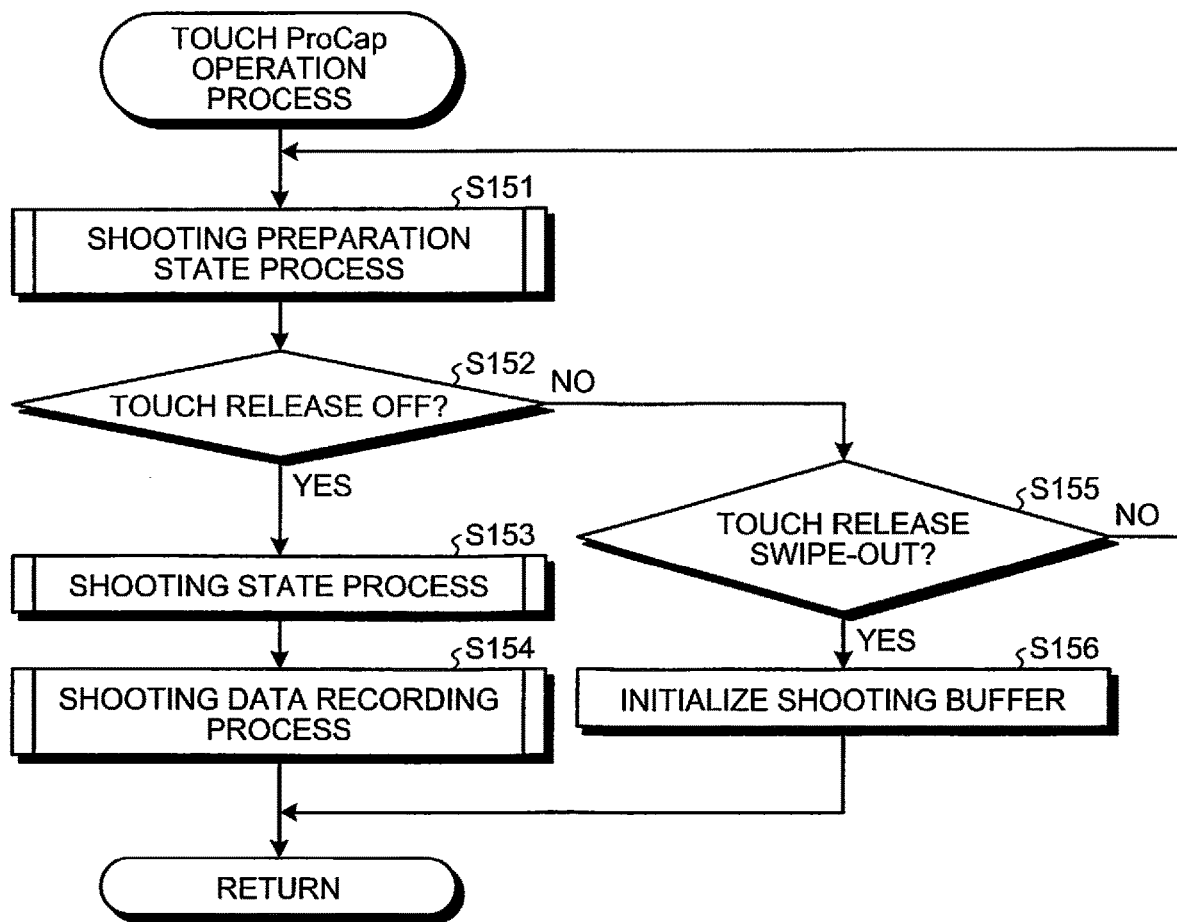 TOUCH ProCap
OPERATION
PROCESS
S151
SHOOTING PREPARATION
STATE PROCESS
S152
TOUCH RELEASE OFF?
NO
YES
S155
TOUCH RELEASE
SWIPE-OUT?
NO
YES
S153
SHOOTING STATE PROCESS
S154
SHOOTING DATA RECORDING
PROCESS
S156
INITIALIZE SHOOTING BUFFER
RETURN